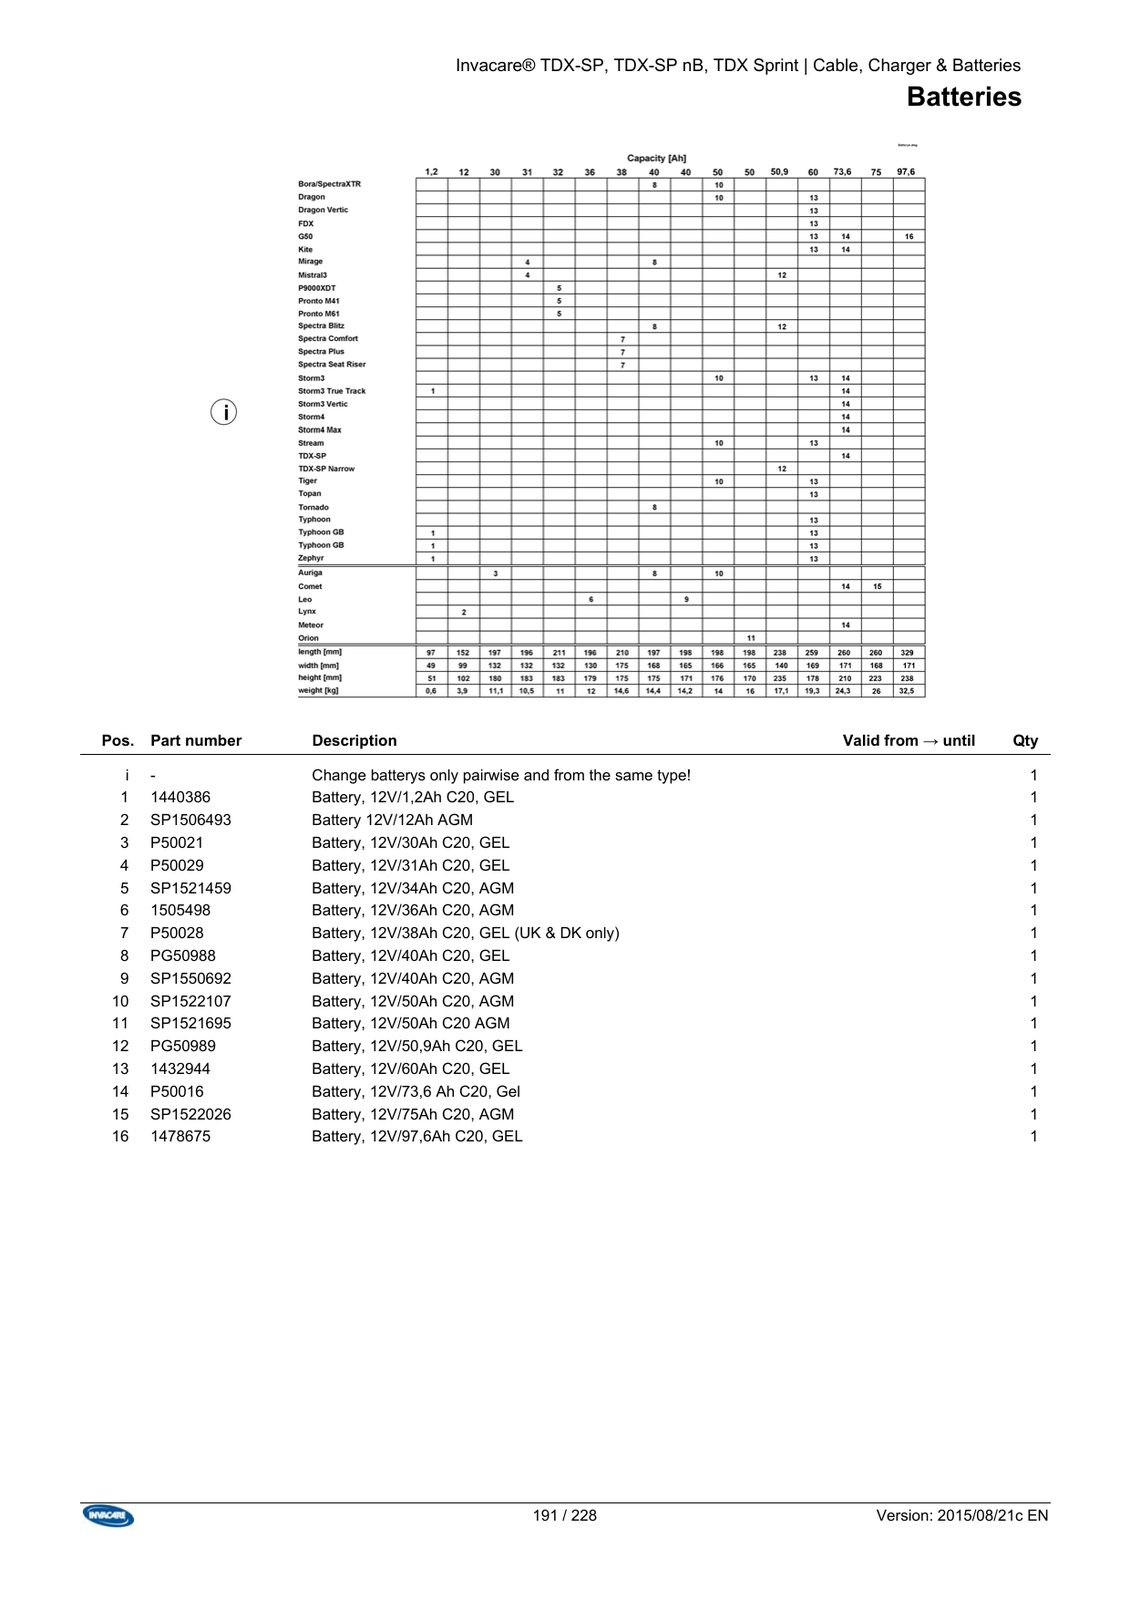 Invacare® TDX-SP, TDX-SP nB, TDX Sprint | Cable, Charger & Batteries
Batteries
Capacity [Ah]
1,2 12 30 31 32 36 38 40 40 50 50 50,9 60 73,6 75 97,6
Bora/SpectraXTR 8 10
Dragon 10 13
Dragon Vertic 13
FDX 13
G50 13 14 16
Kite 13 14
Mirage 4 8
Mistral3 4 12
P9000XDT 5
Pronto M41 5
Pronto M61 5
Spectra Blitz 8 12
Spectra Comfort 7
Spectra Plus 7
Spectra Seat Riser 7
Storm3 10 13 14
Storm3 True Track 1 14
Storm3 Vertic 14
Storm4 14
Storm4 Max 14
Stream 10 13
TDX-SP 14
TDX-SP Narrow 12
Tiger 10 13
Topan 13
Tornado 8
Typhoon 13
Typhoon GB 1 13
Typhoon GB 1 13
Zephyr 1 13
Auriga 3 8 10
Comet 14 15
Leo 6 9
Lynx 2
Meteor 14
Orion 11
length [mm] 97 152 197 196 211 196 210 197 198 198 198 238 259 260 260 329
width [mm] 49 99 132 132 132 130 175 168 165 166 165 140 169 171 168 171
height [mm] 51 102 180 183 183 179 175 175 171 176 170 235 178 210 223 238
weight [kg] 0,6 3,9 11,1 10,5 11 12 14,6 14,4 14,2 14 16 17,1 19,3 24,3 26 32,5
i
Pos. Part number Description Valid from → until Qty
i - Change batterys only pairwise and from the same type! 1
1 1440386 Battery, 12V/1,2Ah C20, GEL 1
2 SP1506493 Battery 12V/12Ah AGM 1
3 P50021 Battery, 12V/30Ah C20, GEL 1
4 P50029 Battery, 12V/31Ah C20, GEL 1
5 SP1521459 Battery, 12V/34Ah C20, AGM 1
6 1505498 Battery, 12V/36Ah C20, AGM 1
7 P50028 Battery, 12V/38Ah C20, GEL (UK & DK only) 1
8 PG50988 Battery, 12V/40Ah C20, GEL 1
9 SP1550692 Battery, 12V/40Ah C20, AGM 1
10 SP1522107 Battery, 12V/50Ah C20, AGM 1
11 SP1521695 Battery, 12V/50Ah C20 AGM 1
12 PG50989 Battery, 12V/50,9Ah C20, GEL 1
13 1432944 Battery, 12V/60Ah C20, GEL 1
14 P50016 Battery, 12V/73,6 Ah C20, Gel 1
15 SP1522026 Battery, 12V/75Ah C20, AGM 1
16 1478675 Battery, 12V/97,6Ah C20, GEL 1
INVACARE 191 / 228 Version: 2015/08/21c EN